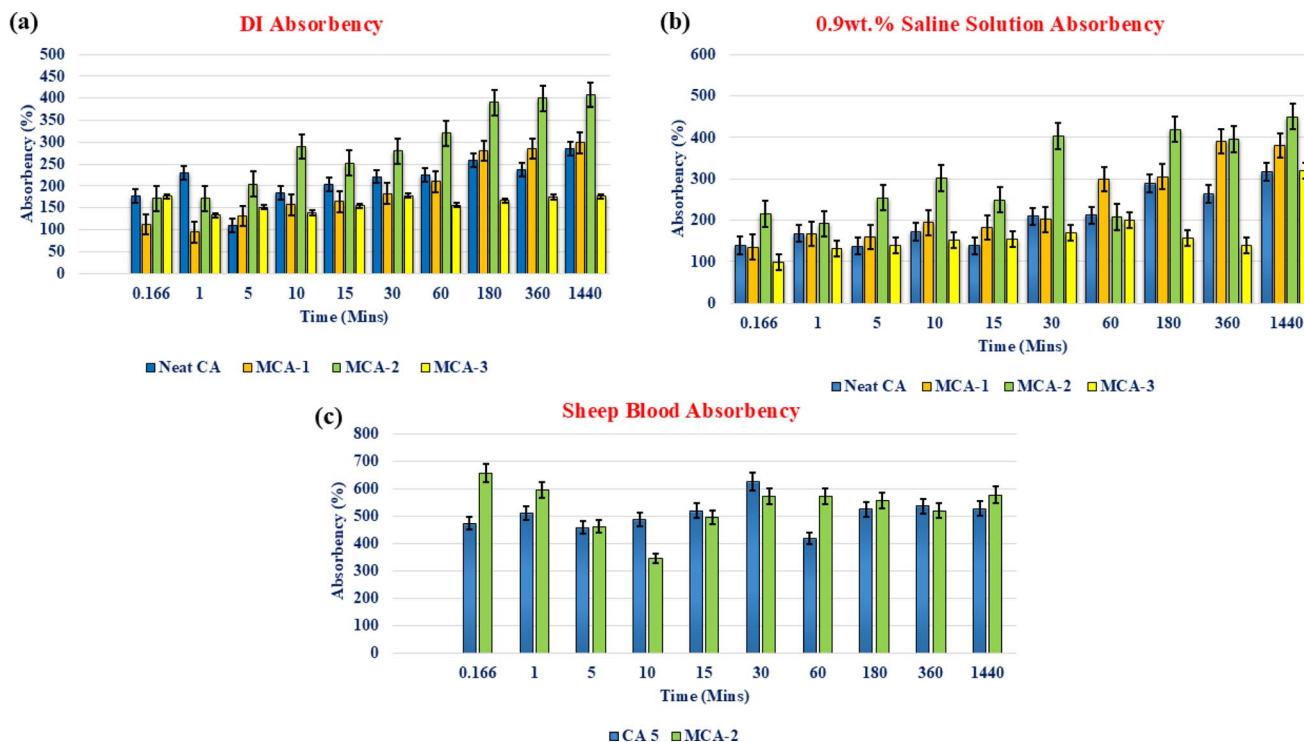 (a)
DI Absorbency
Absorbency (%)
500
450
400
350
300
250
200
150
100
50
0
0.166 1 5 10 15 30 60 180 360 1440
Time (Mins)
Neat CA MCA-1 MCA-2 MCA-3
(b)
0.9wt.% Saline Solution Absorbency
Absorbency (%)
600
500
400
300
200
100
0
0.166 1 5 10 15 30 60 180 360 1440
Time (Mins)
Neat CA MCA-1 MCA-2 MCA-3
(c)
Sheep Blood Absorbency
Absorbency (%)
800
700
600
500
400
300
200
100
0
0.166 1 5 10 15 30 60 180 360 1440
Time (Mins)
CA 5 MCA-2